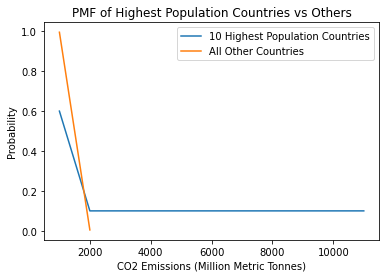 PMF of Highest Population Countries vs Others
10 Highest Population Countries
All Other Countries
Probability
1.0
0.8
0.6
0.4
0.2
0.0
2000 4000 6000 8000 10000
CO2 Emissions (Million Metric Tonnes)